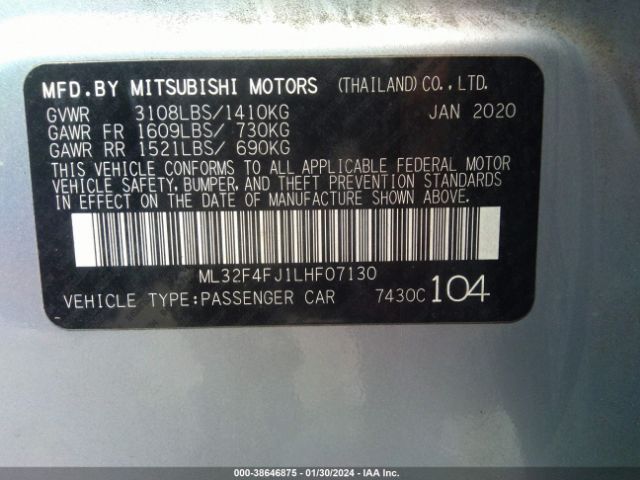 MFD.BY MITSUBISHI MOTORS (THAILAND)CO.,LTD.
GVWR 3108LBS/1410KG JAN 2020
GAWR FR 1609LBS/ 730KG
GAWR RR 1521LBS/ 690KG
THIS VEHICLE CONFORMS TO ALL APPLICABLE FEDERAL MOTOR
VEHICLE SAFETY, BUMPER, AND THEFT PREVENTION STANDARDS
IN EFFECT ON THE DATE OF MANUFACTURE SHOWN ABOVE.
ML32F4FJ1LHF07130
VEHICLE TYPE:PASSENGER CAR 7430C 104
000-38646875 - 01/30/2024 - IAA Inc.